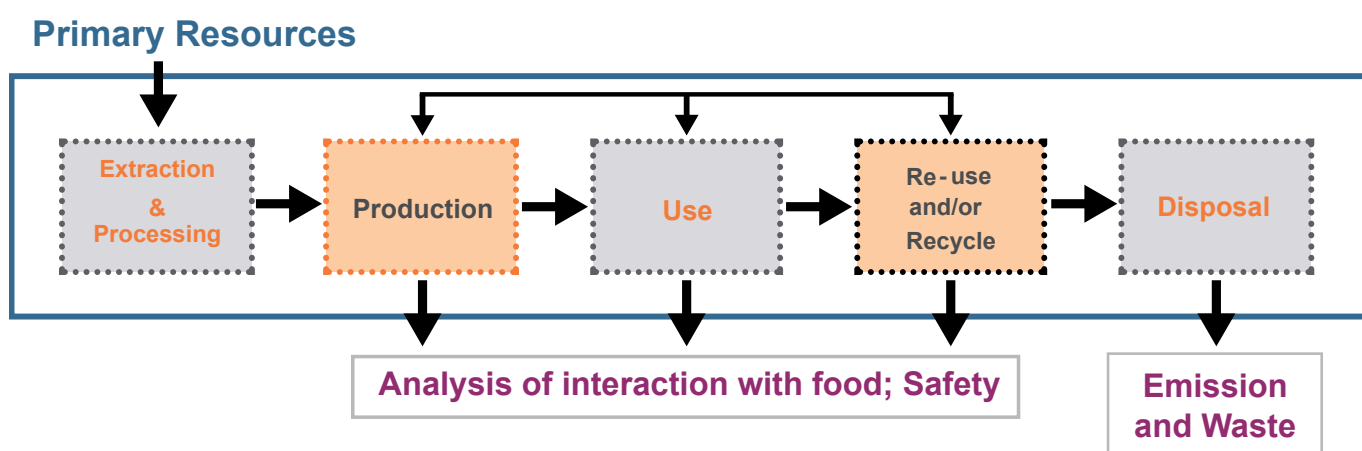 Primary Resources
Extraction
&
Processing
Production
Use
Re-use
and/or
Recycle
Disposal
Analysis of interaction with food; Safety
Emission
and Waste